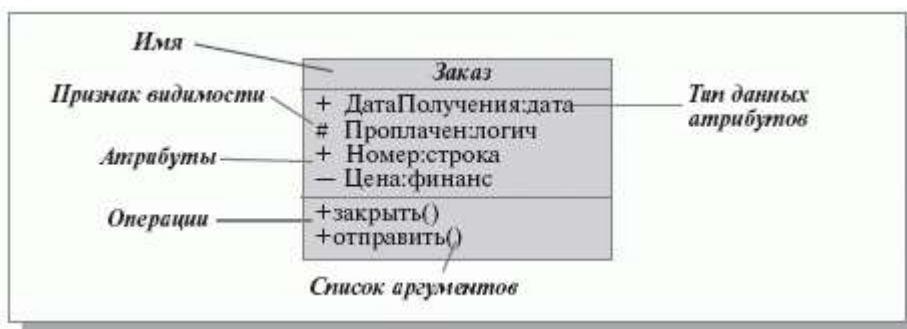 Имя
Заказ
Признак видимости
+ ДатаПолучения:дата
Тип данных
атрибутов
# Проплачен:логич
Атрибуты
+ Номер:строка
— Цена:финанс
Операции
+закрыть()
+отправить()
Список аргументов